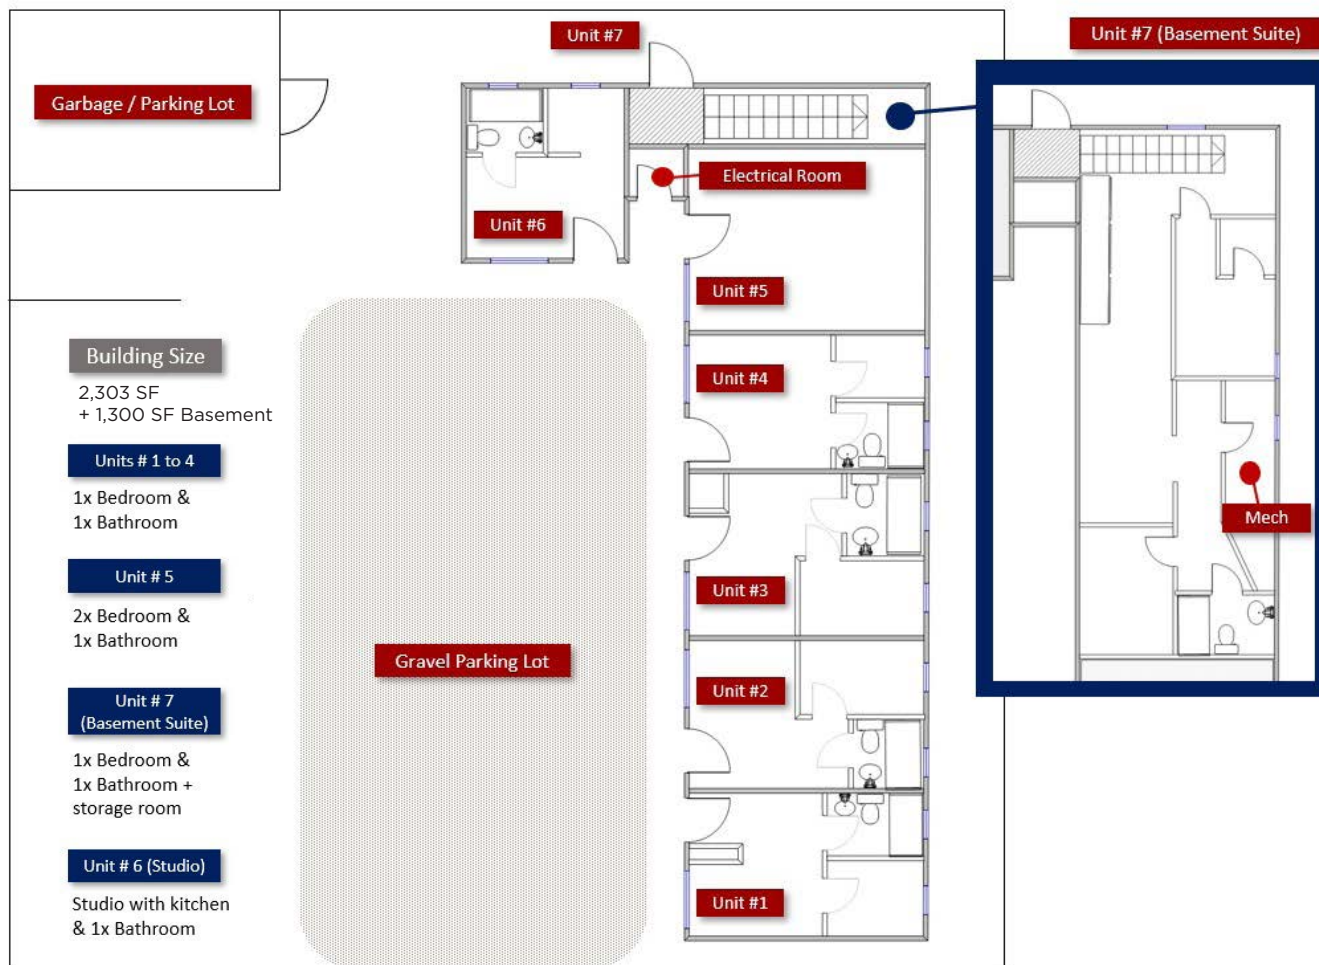 Unit #7
Unit #7 (Basement Suite)
Garbage / Parking Lot
Electrical Room
Unit #6
Unit #5
Building Size
2,303 SF
+ 1,300 SF Basement
Unit #4
Units # 1 to 4
1x Bedroom &
1x Bathroom
Mech
Unit # 5
2x Bedroom &
1x Bathroom
Unit #3
Gravel Parking Lot
Unit #2
Unit # 7
(Basement Suite)
1x Bedroom &
1x Bathroom +
storage room
Unit # 6 (Studio)
Studio with kitchen
& 1x Bathroom
Unit #1